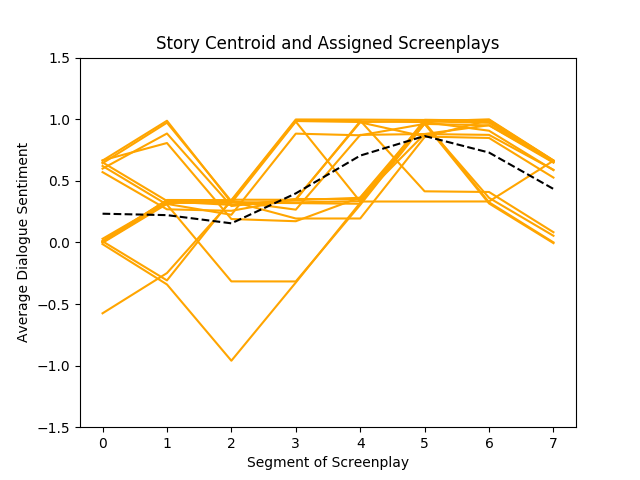 Story Centroid and Assigned Screenplays
1.5
1.0
0.5
0.0
−0.5
−1.0
−1.5
Average Dialogue Sentiment
0 1 2 3 4 5 6 7
Segment of Screenplay